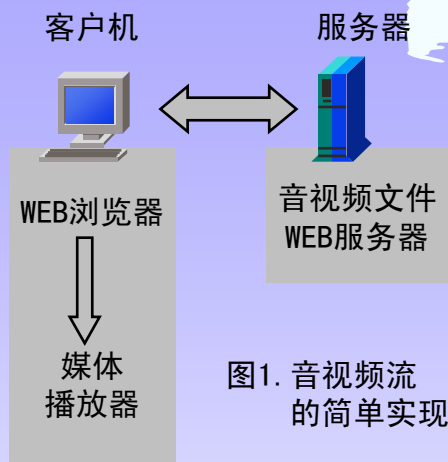 客户机
服务器
WEB浏览器
媒体
播放器
音视频文件
WEB服务器
图1. 音视频流
的简单实现